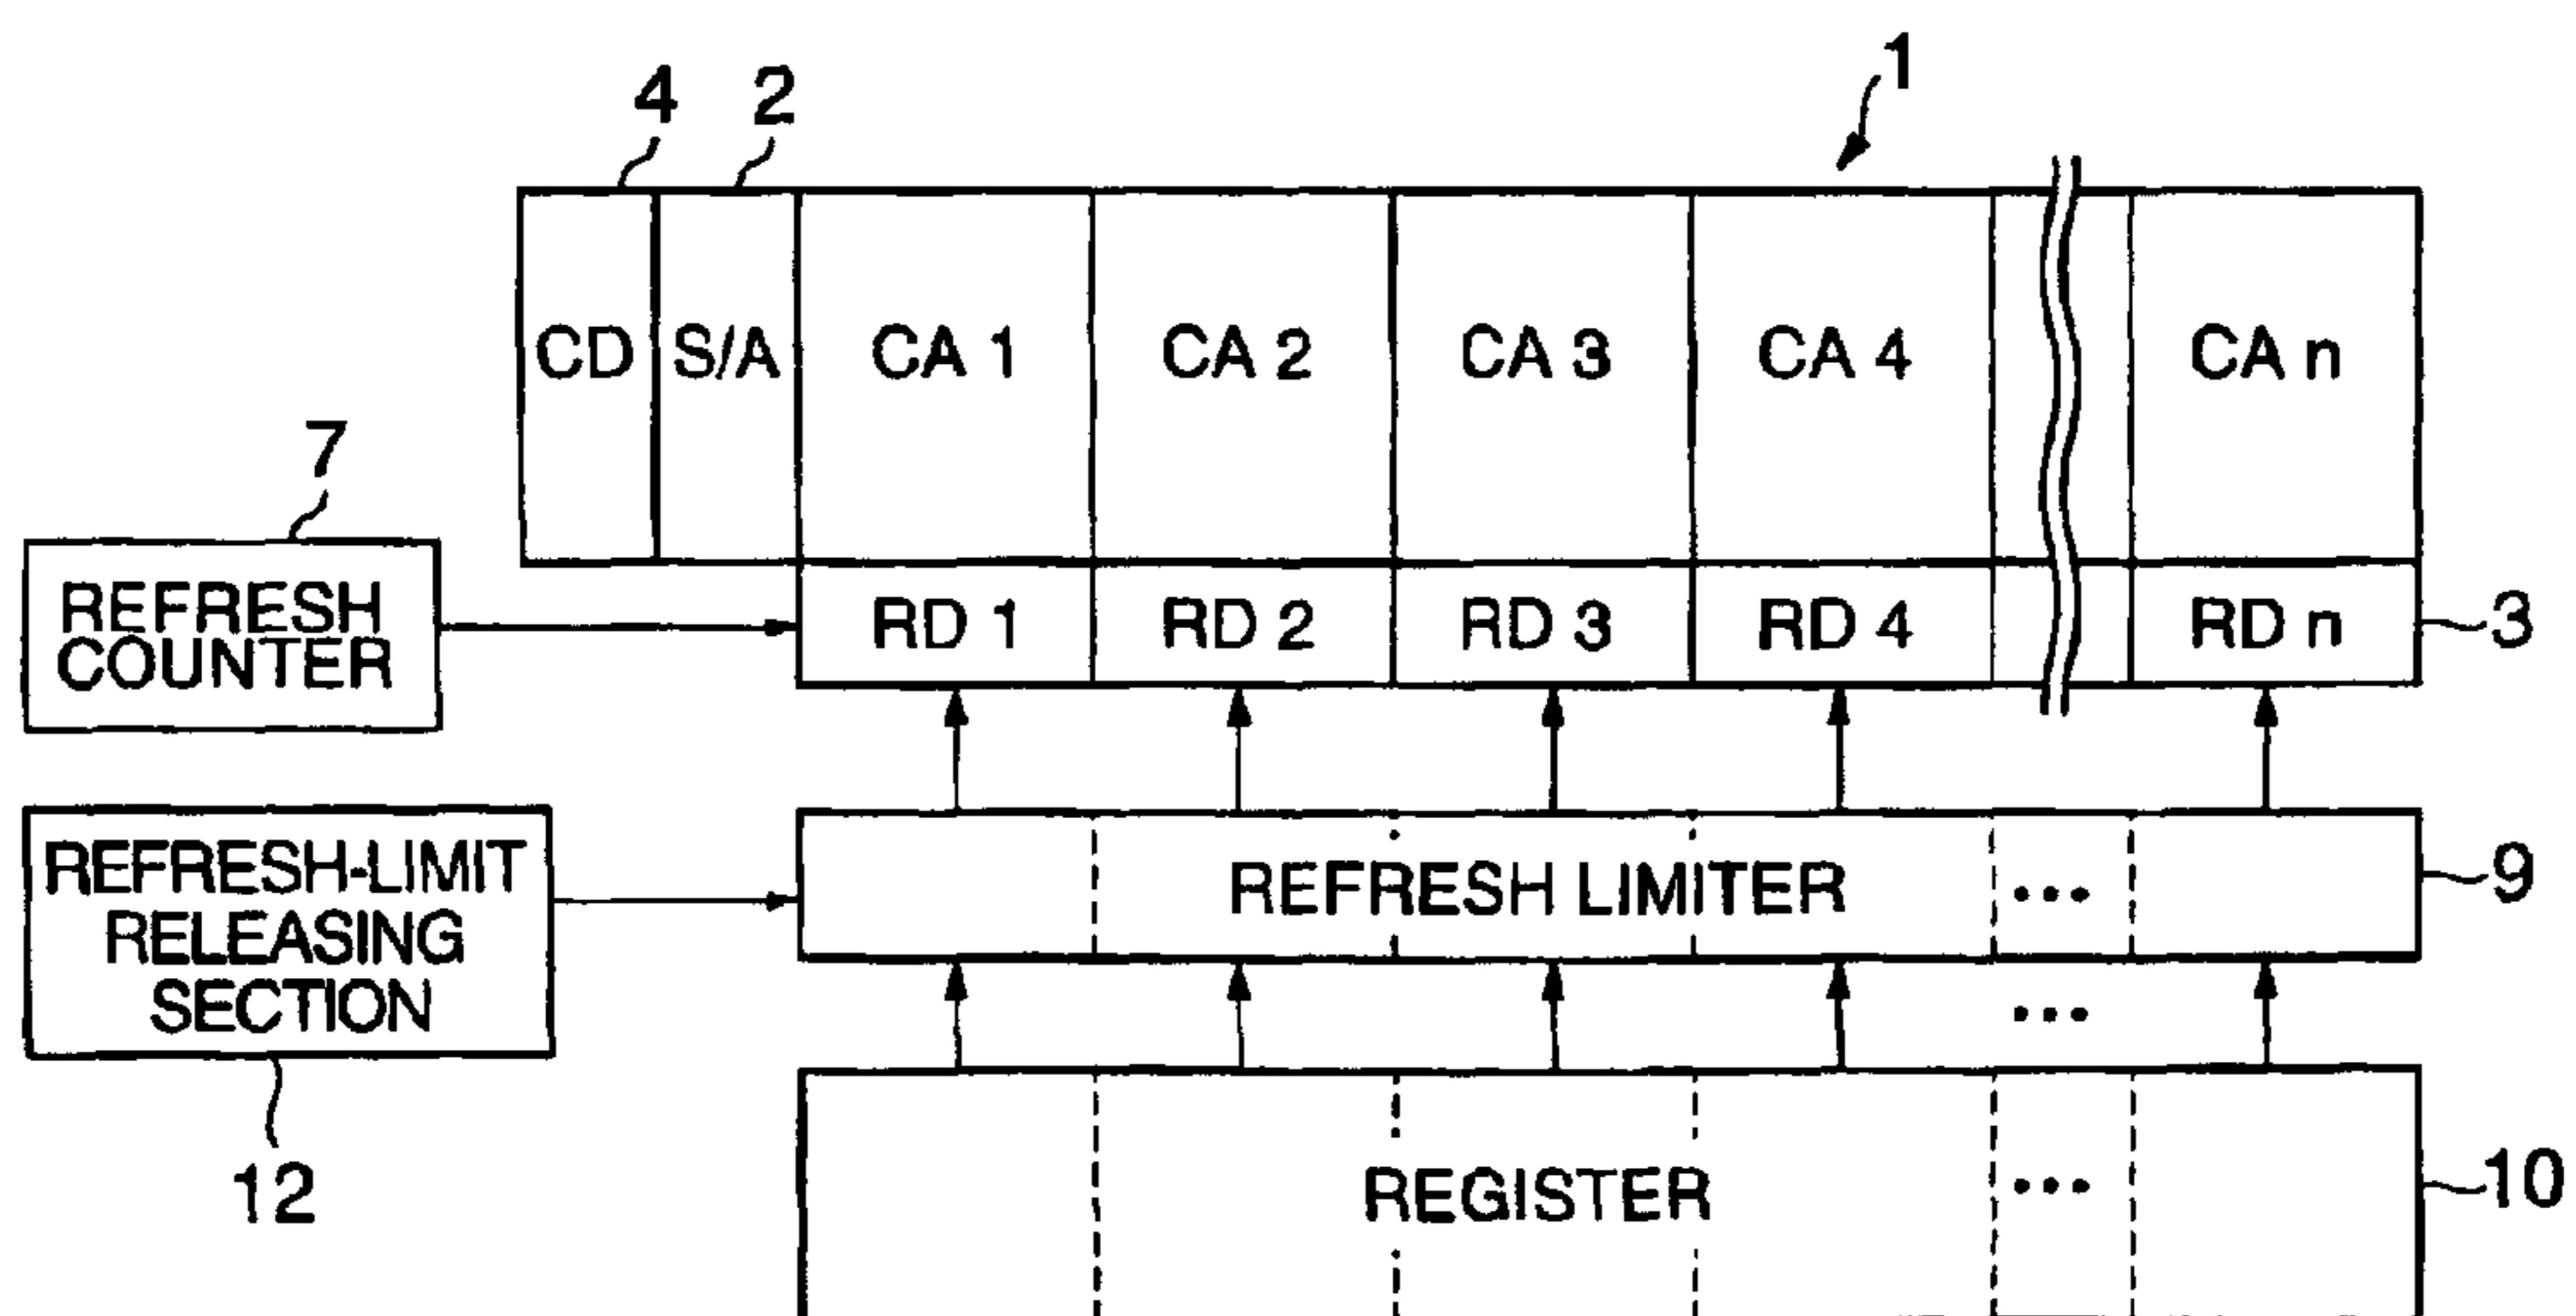 4 2 1
CD S/A CA 1 CA 2 CA 3 CA 4 CA n
7
REFRESH
COUNTER
RD 1 RD 2 RD 3 RD 4 RD n 3
REFRESH-LIMIT
RELEASING
SECTION
REFRESH LIMITER ••• 9
•••
12
REGISTER ••• 10